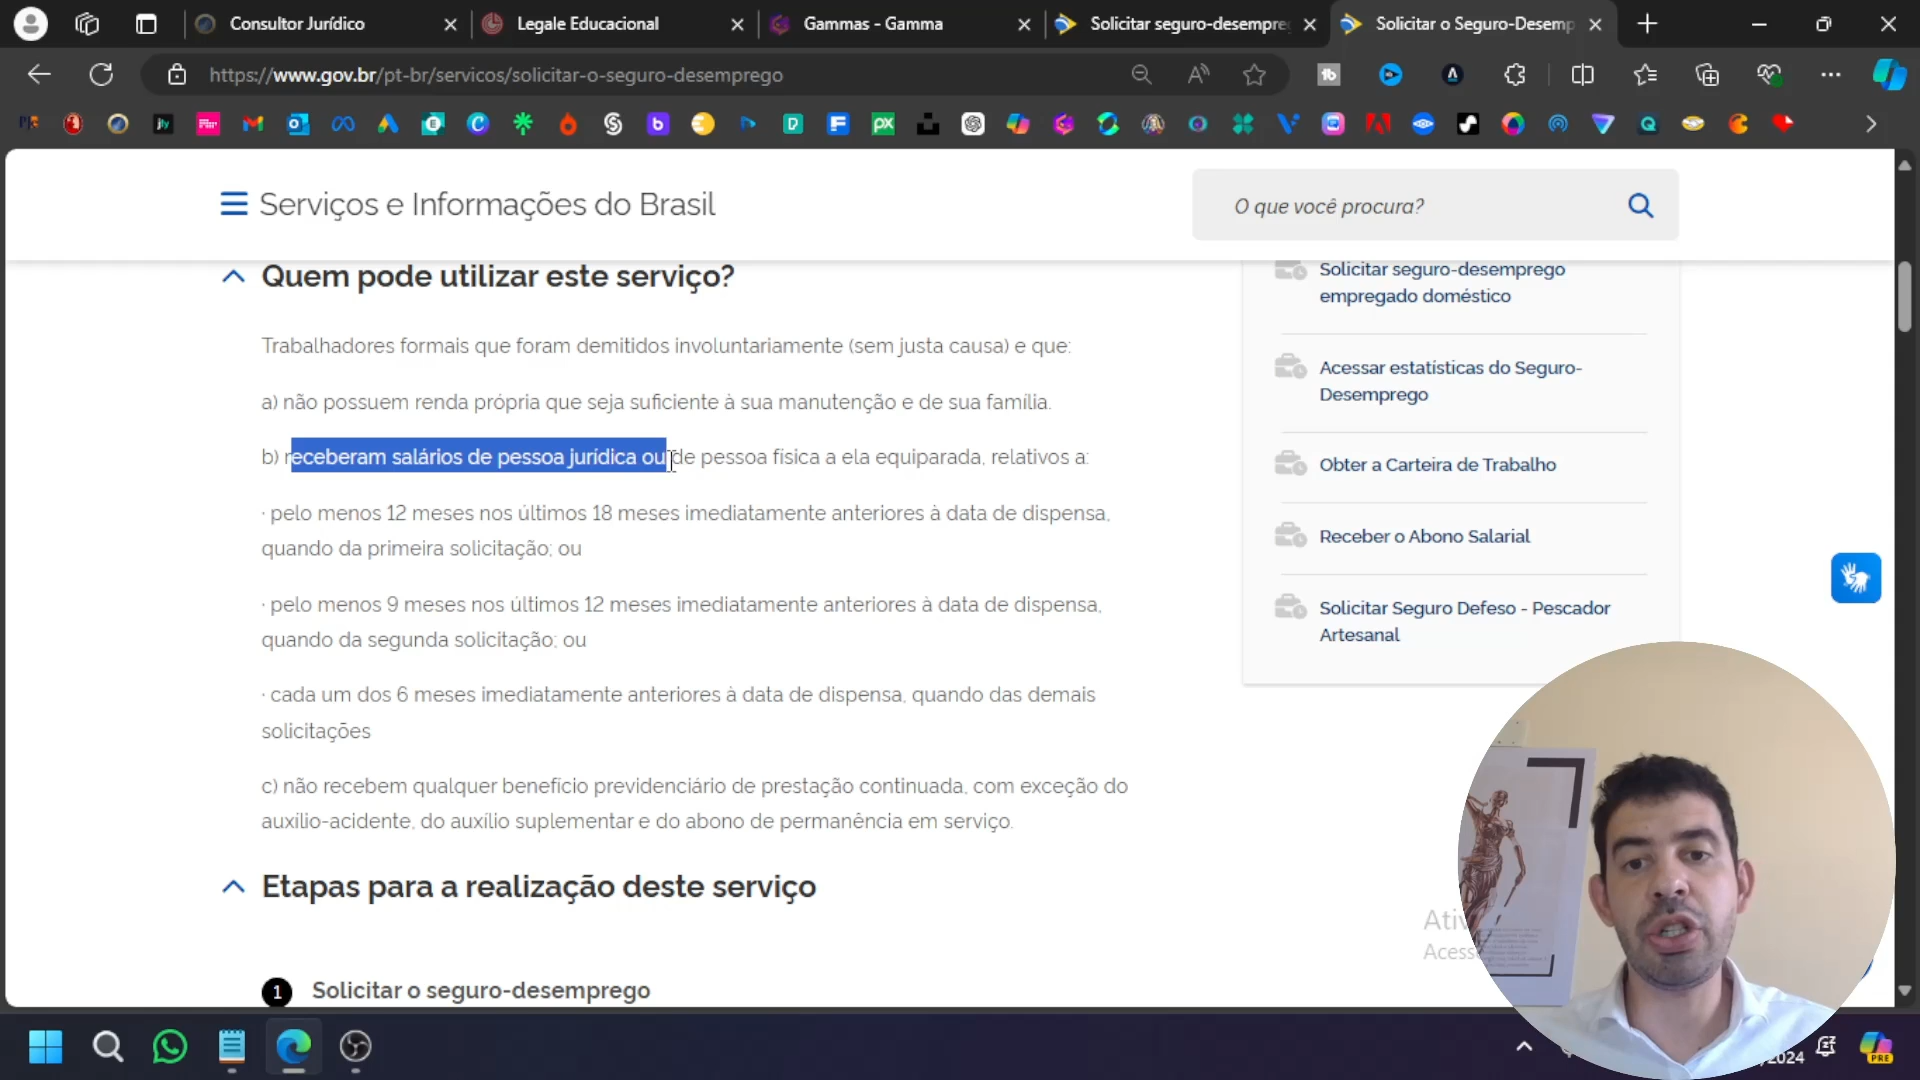 Consultor Jurídico
Legale Educacional
Gammas - Gamma
Solicitar seguro-desempre
Solicitar o Seguro-Desemp
https://www.gov.br/pt-br/servicos/solicitar-o-seguro-desemprego
Serviços e Informações do Brasil
O que você procura?
Quem pode utilizar este serviço?
Trabalhadores formais que foram demitidos involuntariamente (sem justa causa) e que:
a) não possuem renda própria que seja suficiente à sua manutenção e de sua família.
b) receberam salários de pessoa jurídica ou de pessoa física a ela equiparada, relativos a:
· pelo menos 12 meses nos últimos 18 meses imediatamente anteriores à data de dispensa,
quando da primeira solicitação; ou
· pelo menos 9 meses nos últimos 12 meses imediatamente anteriores à data de dispensa,
quando da segunda solicitação; ou
· cada um dos 6 meses imediatamente anteriores à data de dispensa, quando das demais
solicitações
c) não recebem qualquer benefício previdenciário de prestação continuada, com exceção do
auxílio-acidente, do auxílio suplementar e do abono de permanência em serviço.
Etapas para a realização deste serviço
1 Solicitar o seguro-desemprego
Solicitar seguro-desemprego
empregado doméstico
Acessar estatísticas do Seguro-
Desemprego
Obter a Carteira de Trabalho
Receber o Abono Salarial
Solicitar Seguro Defeso - Pescador
Artesanal
Ativ
Acess
/2024
PRE